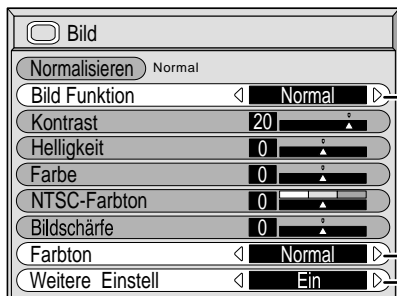 Bild
Normalisieren Normal
Bild Funktion Normal
Kontrast 20
Helligkeit 0
Farbe 0
NTSC-Farbton 0
Bildschärfe 0
Farbton Normal
Weitere Einstell Ein